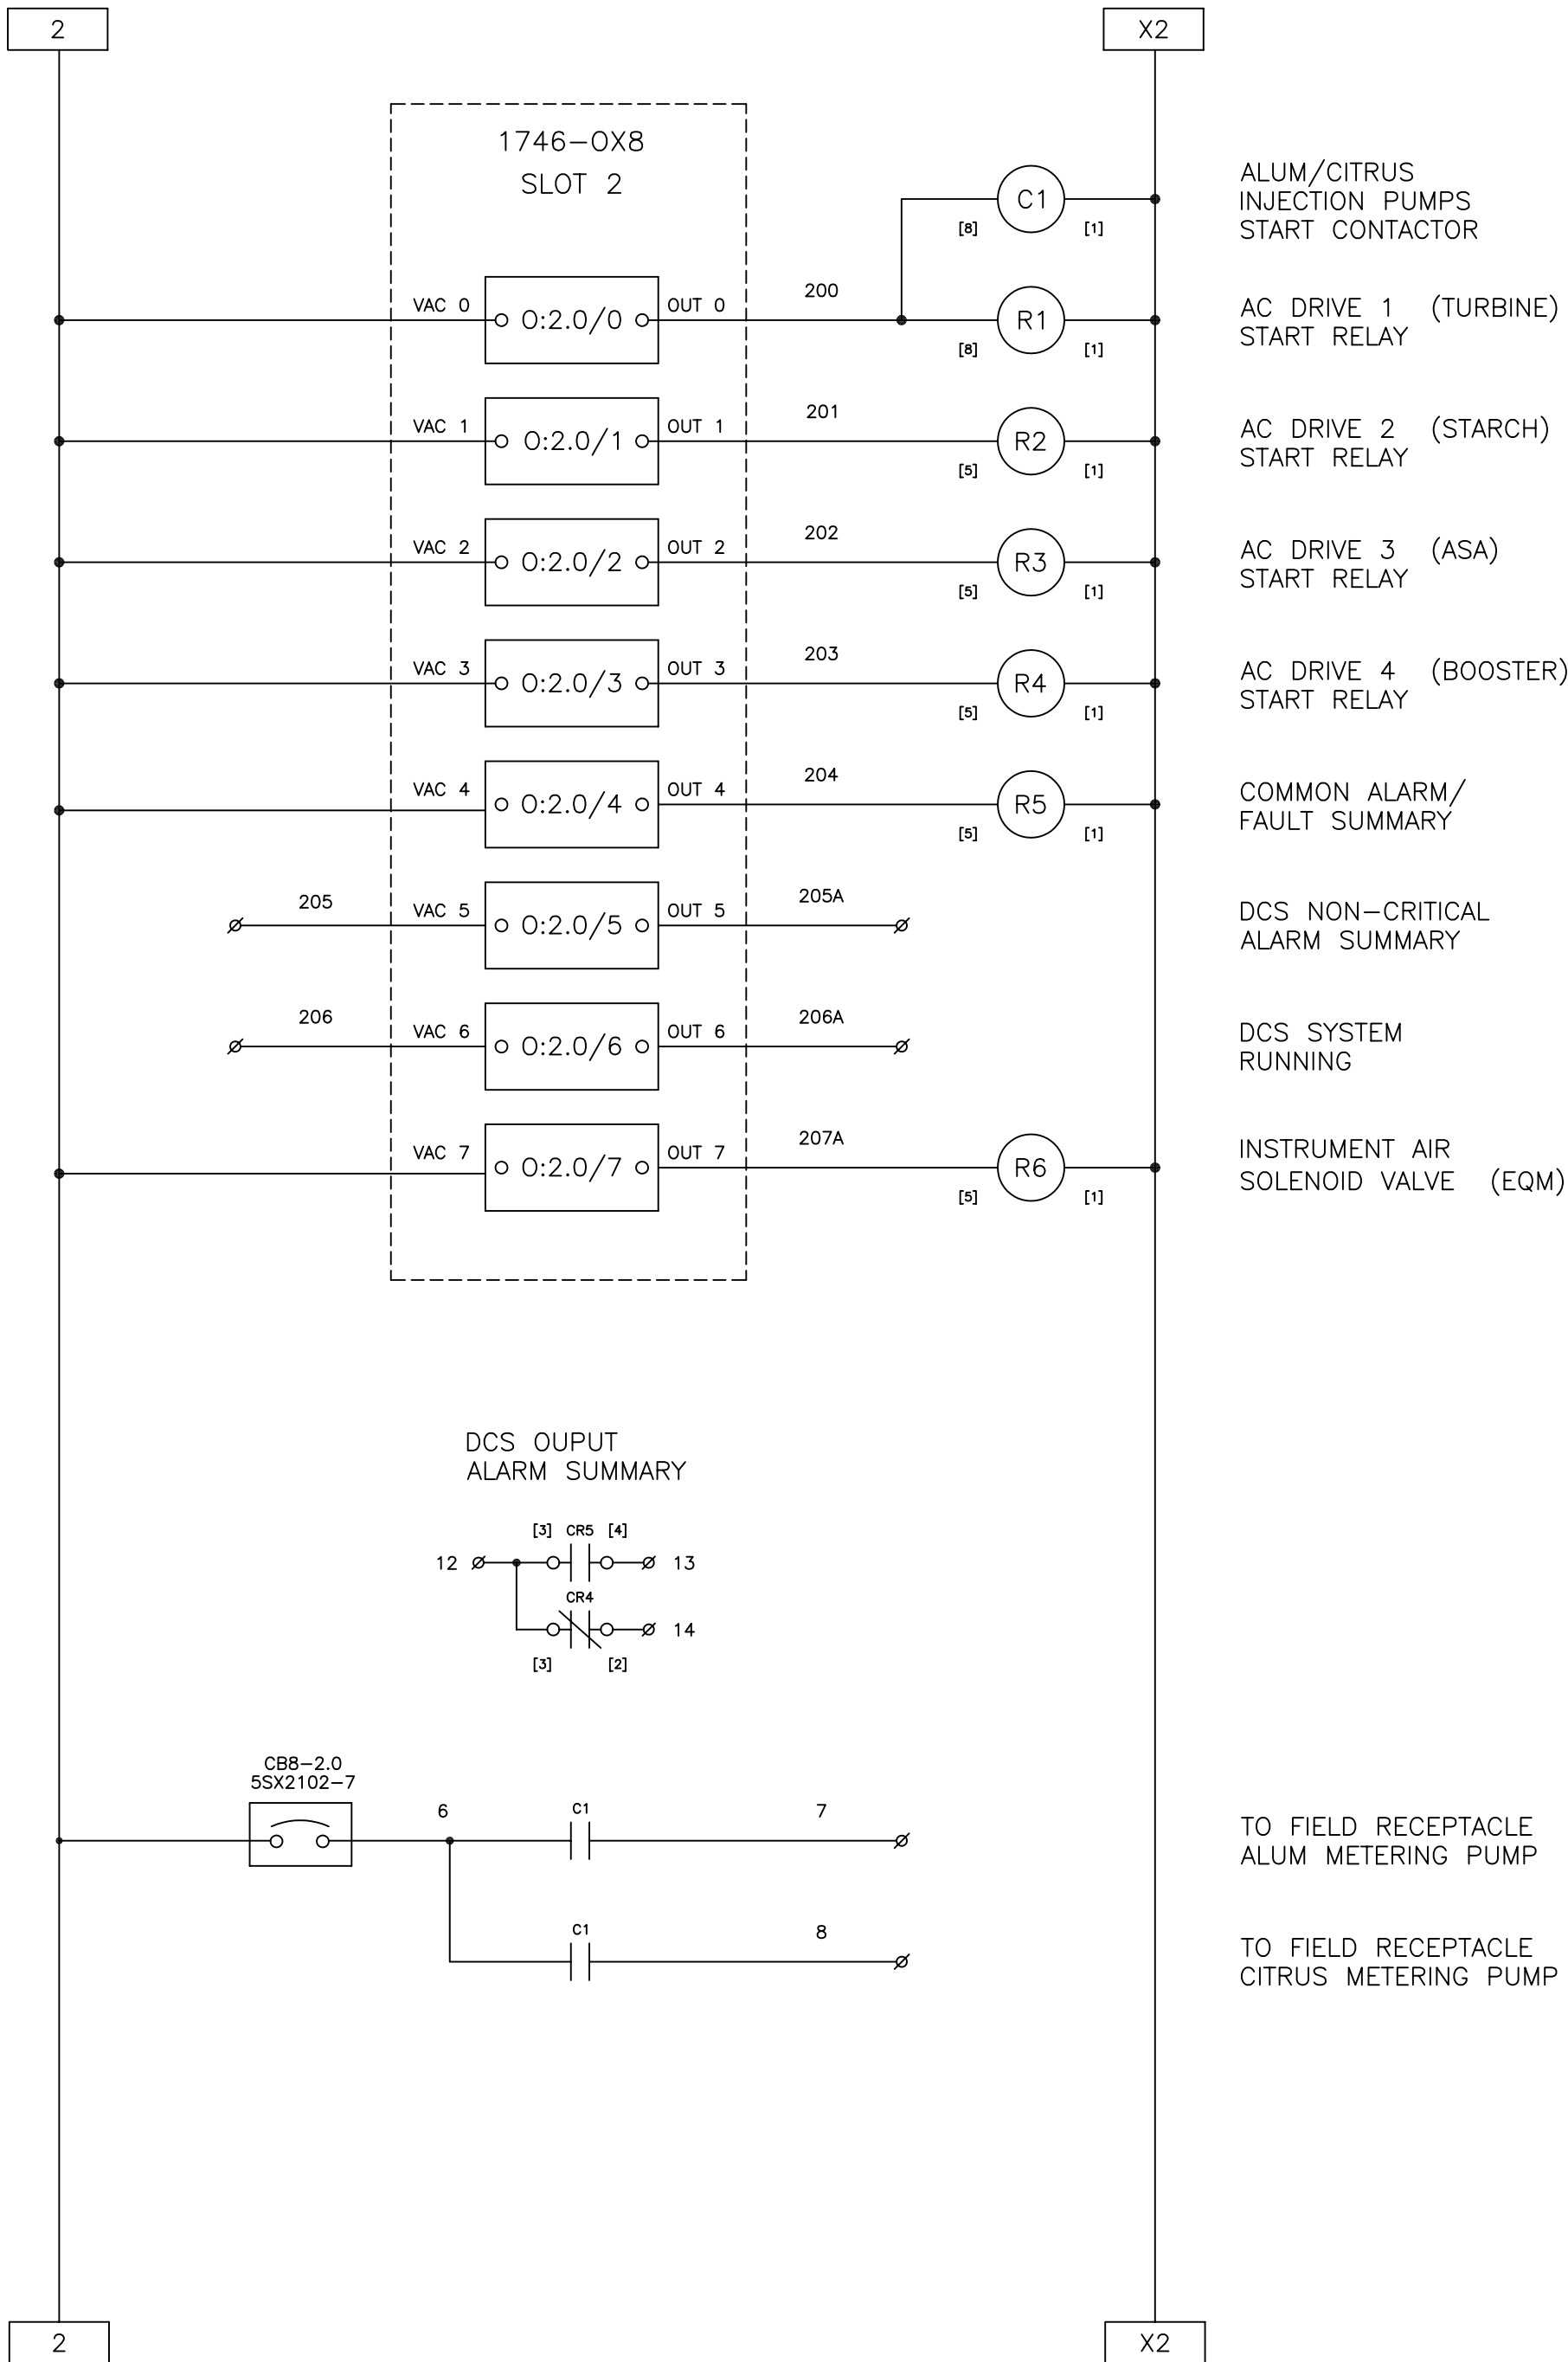 2
X2
1746-OX8
SLOT 2
C1
[8]
[1]
ALUM/CITRUS
INJECTION PUMPS
START CONTACTOR
VAC 0
O:2.0/0
OUT 0
200
R1
[8]
[1]
AC DRIVE 1 (TURBINE)
START RELAY
VAC 1
O:2.0/1
OUT 1
201
R2
[5]
[1]
AC DRIVE 2 (STARCH)
START RELAY
VAC 2
O:2.0/2
OUT 2
202
R3
[5]
[1]
AC DRIVE 3 (ASA)
START RELAY
VAC 3
O:2.0/3
OUT 3
203
R4
[5]
[1]
AC DRIVE 4 (BOOSTER)
START RELAY
VAC 4
O:2.0/4
OUT 4
204
R5
[5]
[1]
COMMON ALARM/
FAULT SUMMARY
205
VAC 5
O:2.0/5
OUT 5
205A
DCS NON-CRITICAL
ALARM SUMMARY
206
VAC 6
O:2.0/6
OUT 6
206A
DCS SYSTEM
RUNNING
VAC 7
O:2.0/7
OUT 7
207A
R6
[5]
[1]
INSTRUMENT AIR
SOLENOID VALVE (EQM)
DCS OUPUT
ALARM SUMMARY
[3] CR5 [4]
12
13
CR4
14
[3]
[2]
CB8-2.0
5SX2102-7
6
C1
7
TO FIELD RECEPTACLE
ALUM METERING PUMP
C1
8
TO FIELD RECEPTACLE
CITRUS METERING PUMP
2
X2